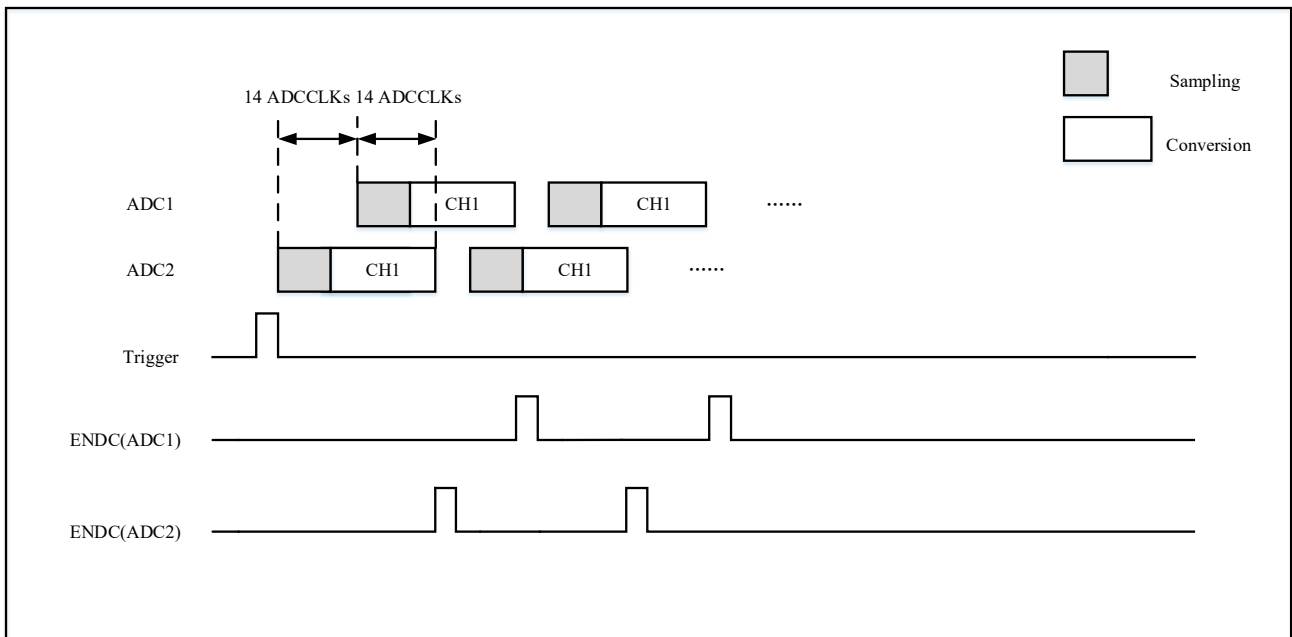 Sampling
14 ADCCLKs 14 ADCCLKs
Conversion
ADC1 CH1 CH1 ......
ADC2 CH1 CH1 ......
Trigger
ENDC(ADC1)
ENDC(ADC2)